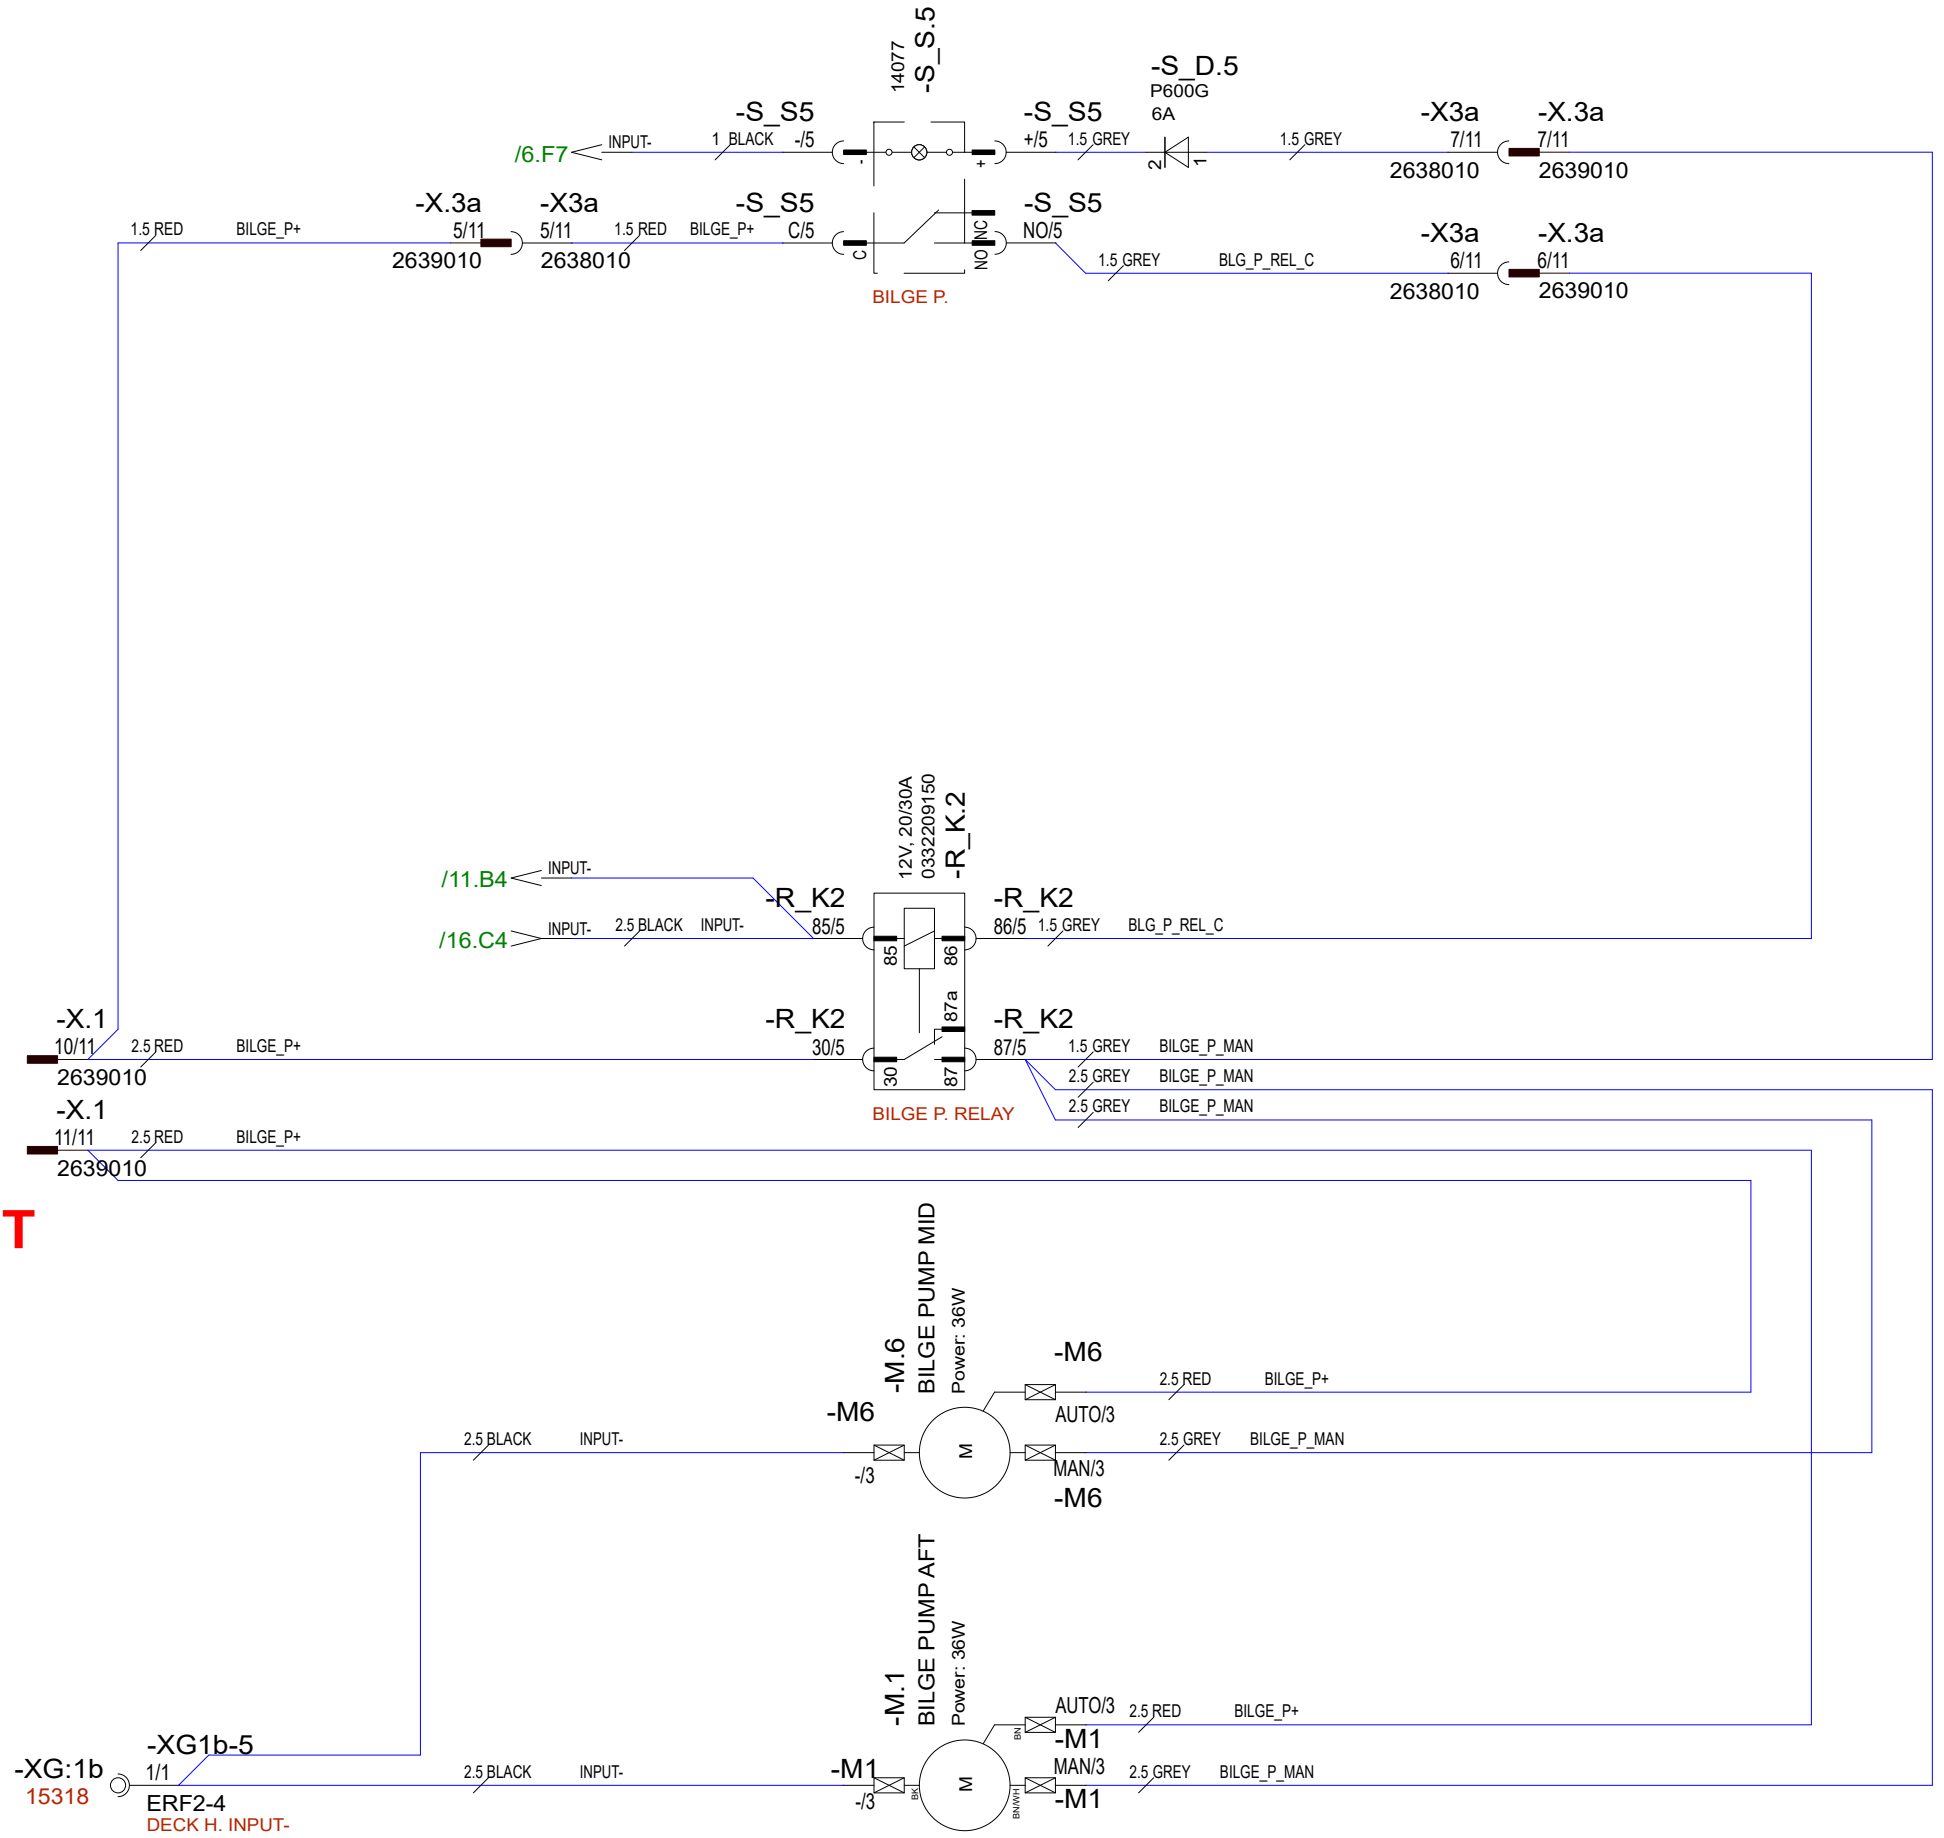 14077
-S_S.5
-S_D.5
P600G
6A
-S_S5
-S_S5
-X3a
-X.3a
/6.F7
INPUT-
1 BLACK
-/5
-
+
+/5
1.5 GREY
2
1
1.5 GREY
7/11
7/11
2638010
2639010
-X.3a
-X3a
-S_S5
-S_S5
1.5 RED
BILGE_P+
5/11
5/11
1.5 RED
BILGE_P+
C/5
C
NO
NC
NO/5
2639010
2638010
-X3a
-X.3a
1.5 GREY
BLG_P_REL_C
6/11
6/11
2638010
2639010
BILGE P.
12V, 20/30A
0332209150
-R_K.2
/11.B4
INPUT-
-R_K2
-R_K2
/16.C4
INPUT-
2.5 BLACK
INPUT-
85/5
85
86
86/5
1.5 GREY
BLG_P_REL_C
-X.1
-R_K2
87a
-R_K2
10/11
2.5 RED
BILGE_P+
30/5
30
87
87/5
1.5 GREY
BILGE_P_MAN
2639010
2.5 GREY
BILGE_P_MAN
-X.1
BILGE P. RELAY
2.5 GREY
BILGE_P_MAN
11/11
2.5 RED
BILGE_P+
2639010
T
-M.6
BILGE PUMP MID
Power: 36W
-M6
2.5 RED
BILGE_P+
AUTO/3
-M6
2.5 BLACK
INPUT-
-/3
M
2.5 GREY
BILGE_P_MAN
MAN/3
-M6
-M.1
BILGE PUMP AFT
Power: 36W
AUTO/3
2.5 RED
BILGE_P+
BN
-M1
-XG1b-5
-XG:1b
1/1
15318
2.5 BLACK
INPUT-
-M1
-/3
BK
M
BN/WH
MAN/3
2.5 GREY
BILGE_P_MAN
-M1
ERF2-4
DECK H. INPUT-